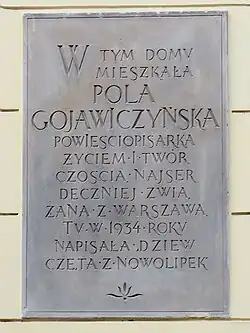 W TYM DOMU
MIESZKAŁA
POLA
GOJAWICZYŃSKA
POWIEŚCIOPISARKA
ŻYCIEM · I · TWÓR
CZOŚCIĄ · NAJSER
DECZNIEJ · ZWIĄ
ZANA · Z · WARSZAWĄ
TU · W · 1934 · ROKU
NAPISAŁA · DZIEW
CZĘTA · Z · NOWOLIPEK